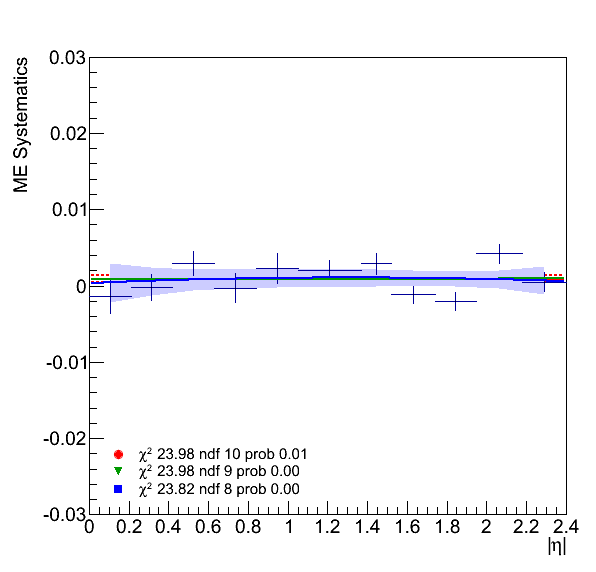 ME Systematics
0.03
0.02
0.01
0
-0.01
-0.02
-0.03
χ² 23.98 ndf 10 prob 0.01
χ² 23.98 ndf 9 prob 0.00
χ² 23.82 ndf 8 prob 0.00
0 0.2 0.4 0.6 0.8 1 1.2 1.4 1.6 1.8 2 2.2 2.4
|η|